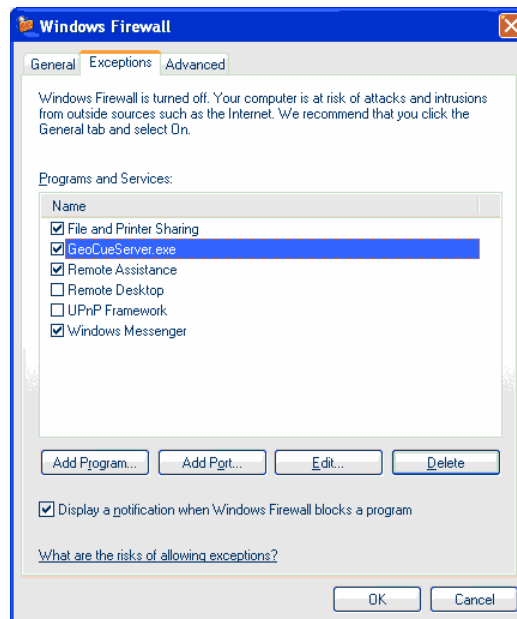 Windows Firewall
General Exceptions Advanced
Windows Firewall is turned off. Your computer is at risk of attacks and intrusions
from outside sources such as the Internet. We recommend that you click the
General tab and select On.
Programs and Services:
Name
File and Printer Sharing
GeoCueServer.exe
Remote Assistance
Remote Desktop
UPnP Framework
Windows Messenger
Add Program... Add Port... Edit... Delete
Display a notification when Windows Firewall blocks a program
What are the risks of allowing exceptions?
OK Cancel